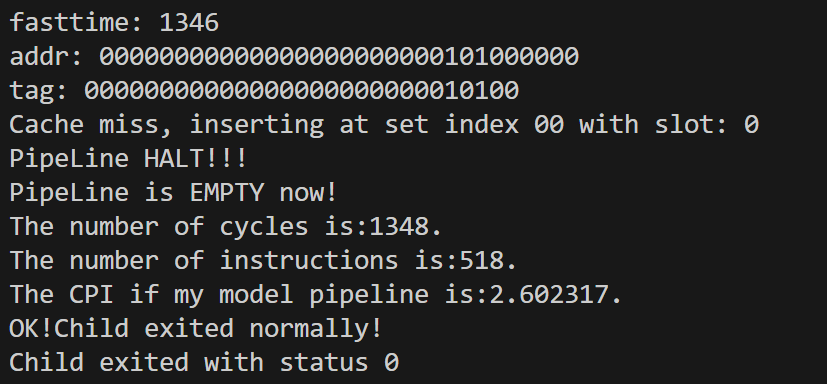 fasttime: 1346
addr: 00000000000000000000000101000000
tag: 00000000000000000000000010100
Cache miss, inserting at set index 00 with slot: 0
PipeLine HALT!!!
PipeLine is EMPTY now!
The number of cycles is:1348.
The number of instructions is:518.
The CPI if my model pipeline is:2.602317.
OK!Child exited normally!
Child exited with status 0